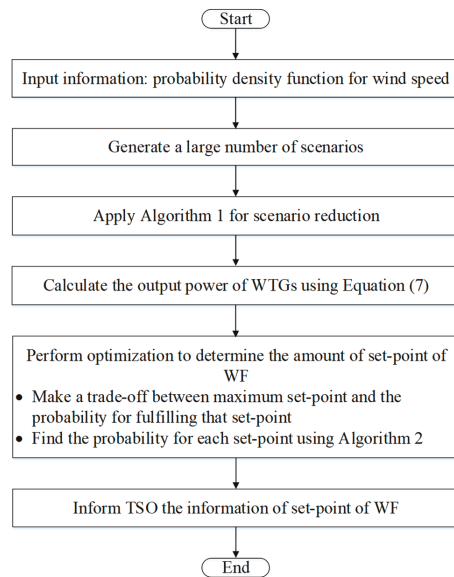 Start
Input information: probability density function for wind speed
Generate a large number of scenarios
Apply Algorithm 1 for scenario reduction
Calculate the output power of WTGs using Equation (7)
Perform optimization to determine the amount of set-point of
WF
• Make a trade-off between maximum set-point and the
probability for fulfilling that set-point
• Find the probability for each set-point using Algorithm 2
Inform TSO the information of set-point of WF
End